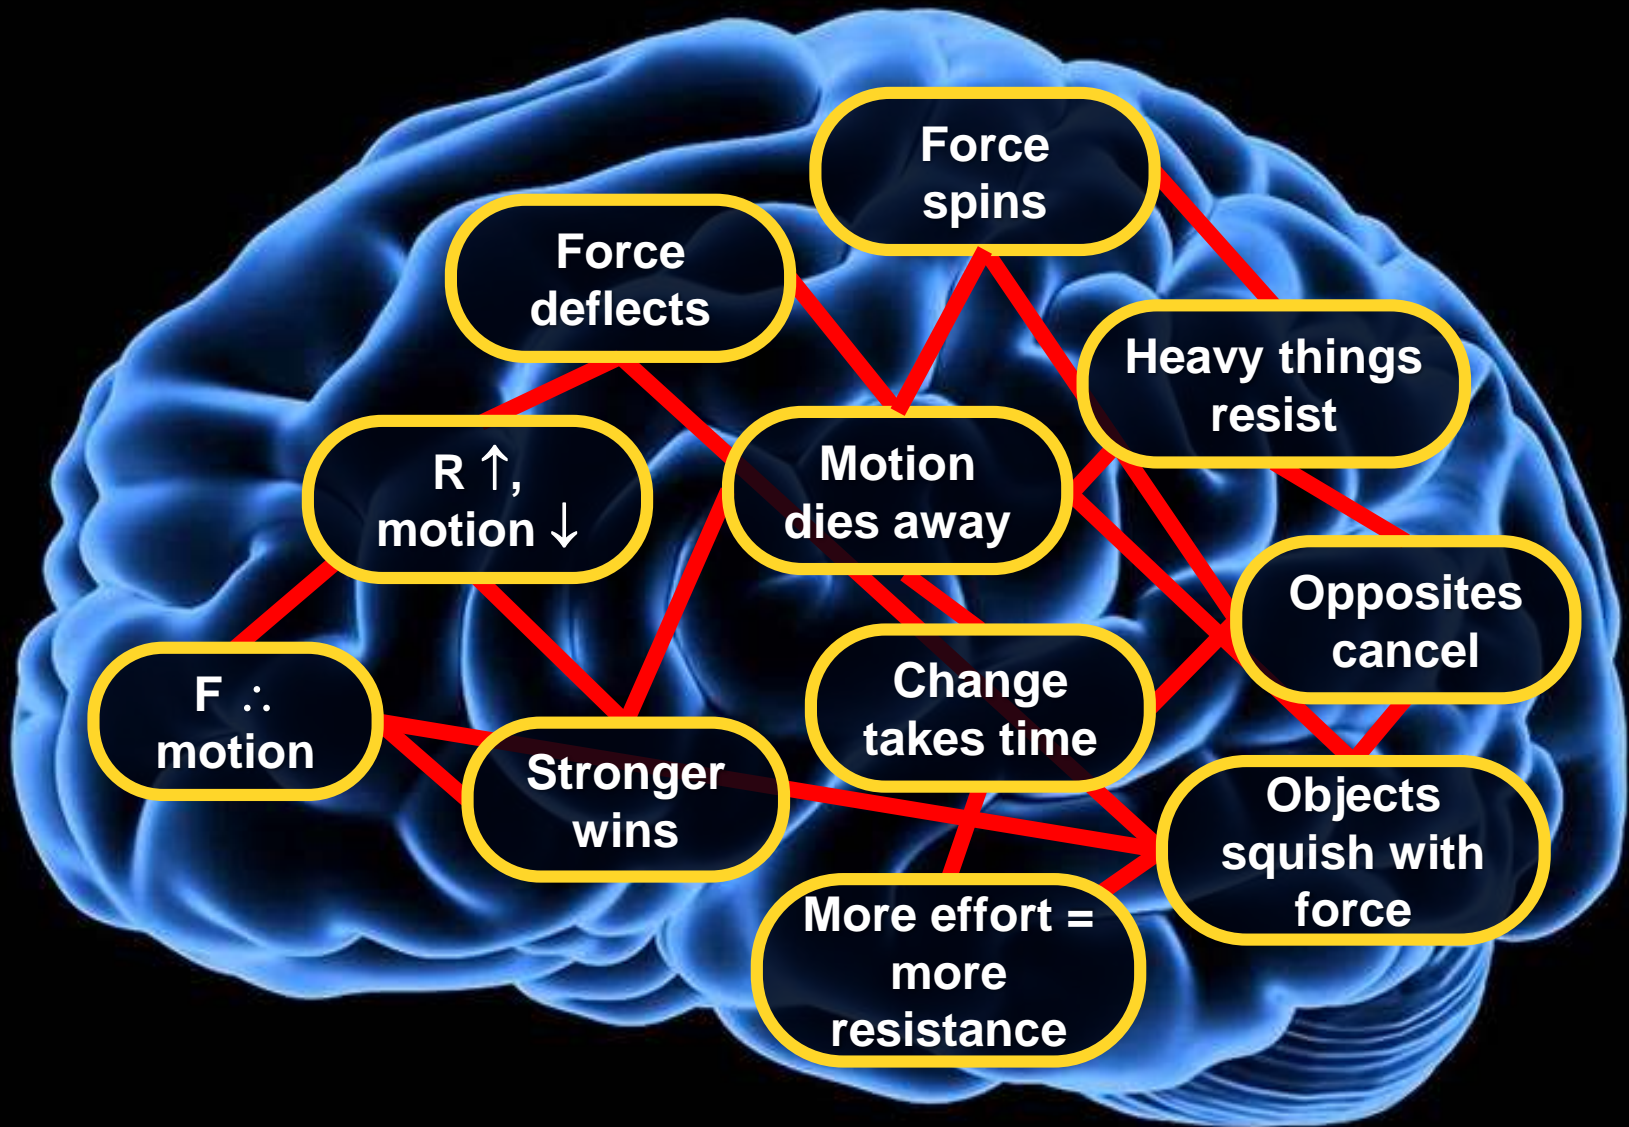 Force
spins
Force
deflects
Heavy things
resist
R ↑,
motion ↓
Motion
dies away
Opposites
cancel
F ∴
motion
Change
takes time
Stronger
wins
Objects
squish with
force
More effort =
more
resistance